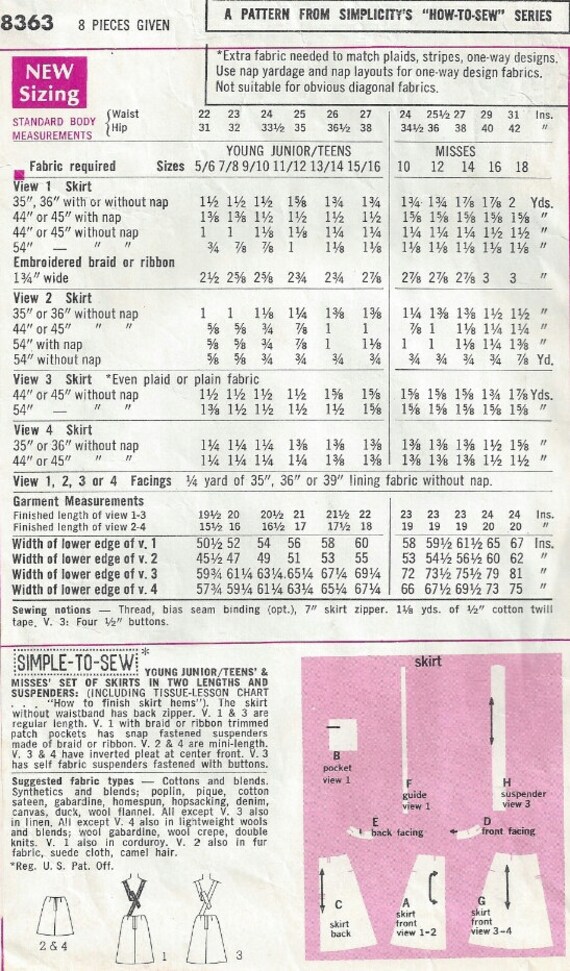 8363 8 PIECES GIVEN
A PATTERN FROM SIMPLICITY'S "HOW-TO-SEW" SERIES
NEW
Sizing
*Extra fabric needed to match plaids, stripes, one-way designs.
Use nap yardage and nap layouts for one-way design fabrics.
Not suitable for obvious diagonal fabrics.
STANDARD BODY MEASUREMENTS
Waist 22 23 24 25 26 27 24 25½ 27 29 31 Ins.
Hip 31 32 33½ 35 36½ 38 34½ 36 38 40 42 "
YOUNG JUNIOR/TEENS MISSES
Fabric required Sizes 5/6 7/8 9/10 11/12 13/14 15/16 10 12 14 16 18
View 1 Skirt
35", 36" with or without nap 1½ 1½ 1½ 1⅝ 1¾ 1¾ 1¾ 1¾ 1⅞ 1⅞ 2 Yds.
44" or 45" with nap 1⅜ 1⅜ 1½ 1½ 1½ 1½ 1⅝ 1⅝ 1⅝ 1⅝ 1⅝ "
44" or 45" without nap 1 1 1⅛ 1⅛ 1¼ 1¼ 1¼ 1¼ 1¼ 1½ 1½ "
54" — " " ¾ ⅞ ⅞ 1 1⅛ 1⅛ 1⅛ 1⅛ 1⅛ 1⅛ 1⅛ "
Embroidered braid or ribbon
1¾" wide 2½ 2⅝ 2⅝ 2¾ 2¾ 2⅞ 2⅞ 2⅞ 2⅞ 3 3 "
View 2 Skirt
35" or 36" without nap 1 1 1⅛ 1¼ 1⅜ 1⅜ 1¼ 1⅜ 1⅜ 1½ 1½ "
44" or 45" " " ⅝ ⅝ ¾ ⅞ 1 1 ⅞ 1 1⅛ 1¼ 1¼ "
54" with nap ⅝ ⅝ ¾ ⅞ 1 1⅛ 1 1 1⅛ 1¼ 1⅜ "
54" without nap ⅝ ⅝ ¾ ¾ ¾ ¾ ¾ ¾ ¾ ¾ ⅞ Yd.
View 3 Skirt *Even plaid or plain fabric
44" or 45" without nap 1½ 1½ 1½ 1½ 1⅝ 1⅝ 1⅝ 1⅝ 1⅝ 1¾ 1⅞ Yds.
54" — " " 1⅜ 1½ 1½ 1½ 1½ 1⅝ 1⅝ 1⅝ 1⅝ 1⅝ 1⅝ "
View 4 Skirt
35" or 36" without nap 1¼ 1¼ 1¼ 1⅜ 1⅜ 1⅜ 1⅜ 1⅜ 1⅜ 1½ 1⅝ "
44" or 45" " " 1¼ 1¼ 1¼ 1¼ 1⅜ 1⅜ 1⅜ 1⅜ 1⅜ 1½ 1½ "
View 1, 2, 3 or 4 Facings ¼ yard of 35", 36" or 39" lining fabric without nap.
Garment Measurements
Finished length of view 1-3 19½ 20 20½ 21 21½ 22 23 23 23 24 24 Ins.
Finished length of view 2-4 15½ 16 16½ 17 17½ 18 19 19 19 20 20 "
Width of lower edge of v. 1 50½ 52 54 56 58 60 58 59½ 61½ 65 67 Ins.
Width of lower edge of v. 2 45½ 47 49 51 53 55 53 54½ 56½ 60 62 "
Width of lower edge of v. 3 59¾ 61¼ 63¼ 65¼ 67¼ 69¼ 72 73½ 75½ 79 81 "
Width of lower edge of v. 4 57¾ 59¼ 61¼ 63¼ 65¼ 67¼ 66 67½ 69½ 73 75 "
Sewing notions — Thread, bias seam binding (opt.), 7" skirt zipper. 1⅛ yds. of ½" cotton twill
tape. V. 3: Four ½" buttons.
SIMPLE-TO-SEW* YOUNG JUNIOR/TEENS' &
MISSES' SET OF SKIRTS IN TWO LENGTHS AND
SUSPENDERS: (INCLUDING TISSUE-LESSON CHART
. . . "How to finish skirt hems"). The skirt
without waistband has back zipper. V. 1 & 3 are
regular length. V. 1 with braid or ribbon trimmed
patch pockets has snap fastened suspenders
made of braid or ribbon. V. 2 & 4 are mini-length.
V. 3 & 4 have inverted pleat at center front. V. 3
has self fabric suspenders fastened with buttons.
Suggested fabric types — Cottons and blends.
Synthetics and blends; poplin, pique, cotton
sateen, gabardine, homespun, hopsacking, denim,
canvas, duck, wool flannel. All except V. 3 also
in linen. All except V. 4 also in lightweight wools
and blends; wool gabardine, wool crepe, double
knits. V. 1 also in corduroy. V. 2 also in fur
fabric, suede cloth, camel hair.
*Reg. U. S. Pat. Off.
2 & 4
1
3
skirt
B
pocket
view 1
F
guide
view 1
H
suspender
view 3
E
back facing
D
front facing
C
skirt
back
A
skirt
front
view 1-2
G
skirt
front
view 3-4